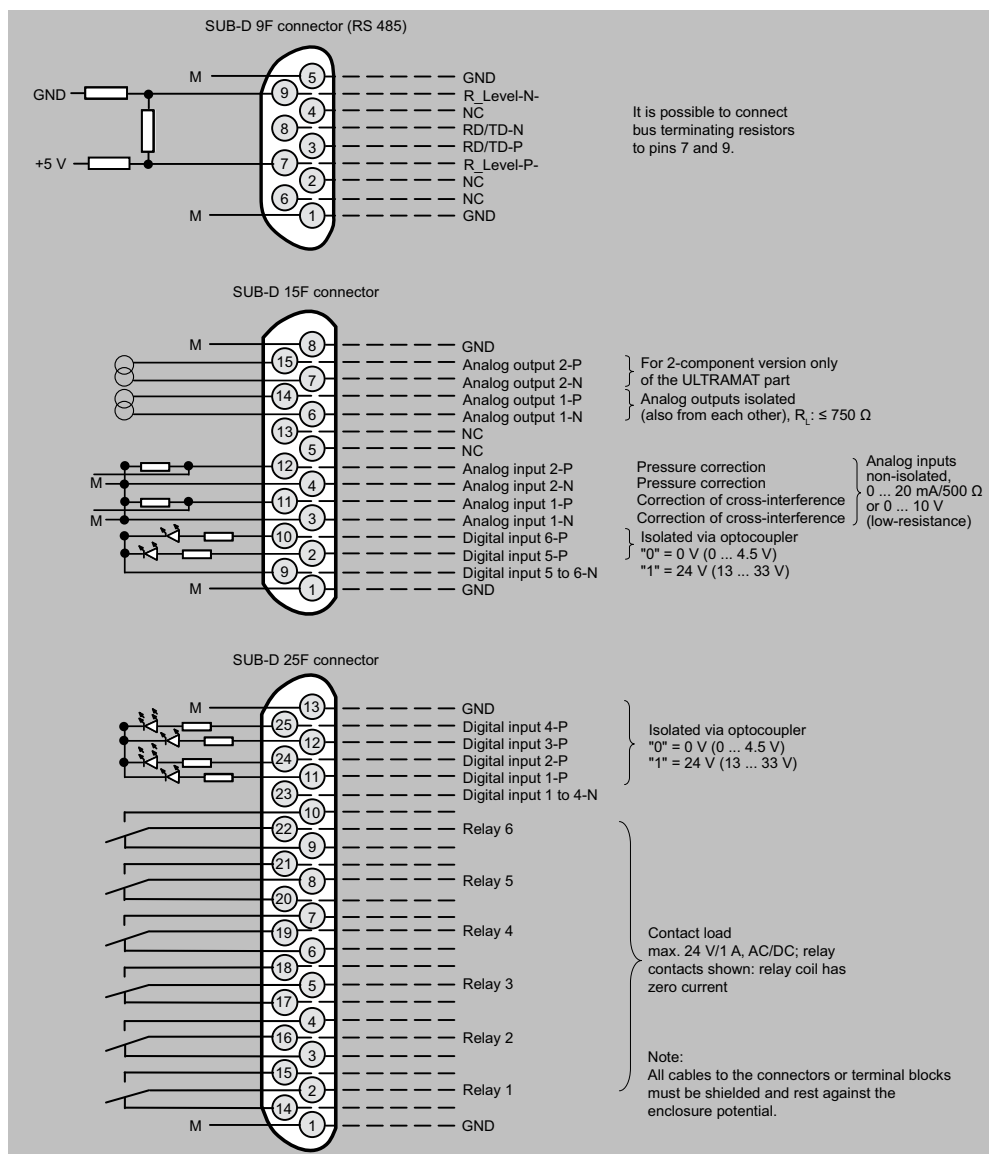 SUB-D 9F connector (RS 485)
M 5 GND
GND 9 R_Level-N-
4 NC
8 RD/TD-N
3 RD/TD-P
+5 V 7 R_Level-P-
2 NC
6 NC
M 1 GND
It is possible to connect
bus terminating resistors
to pins 7 and 9.
SUB-D 15F connector
M 8 GND
15 Analog output 2-P
7 Analog output 2-N
14 Analog output 1-P
6 Analog output 1-N
13 NC
5 NC
12 Analog input 2-P
M 4 Analog input 2-N
11 Analog input 1-P
M 3 Analog input 1-N
10 Digital input 6-P
2 Digital input 5-P
9 Digital input 5 to 6-N
M 1 GND
For 2-component version only
of the ULTRAMAT part
Analog outputs isolated
(also from each other), RL: ≤ 750 Ω
Pressure correction
Pressure correction
Correction of cross-interference
Correction of cross-interference
Analog inputs
non-isolated,
0 ... 20 mA/500 Ω
or 0 ... 10 V
(low-resistance)
Isolated via optocoupler
"0" = 0 V (0 ... 4.5 V)
"1" = 24 V (13 ... 33 V)
SUB-D 25F connector
M 13 GND
25 Digital input 4-P
12 Digital input 3-P
24 Digital input 2-P
11 Digital input 1-P
23 Digital input 1 to 4-N
10
22 Relay 6
9
21
8 Relay 5
20
7
19 Relay 4
6
18
5 Relay 3
17
4
16 Relay 2
3
15
2 Relay 1
14
M 1 GND
Isolated via optocoupler
"0" = 0 V (0 ... 4.5 V)
"1" = 24 V (13 ... 33 V)
Contact load
max. 24 V/1 A, AC/DC; relay
contacts shown: relay coil has
zero current
Note:
All cables to the connectors or terminal blocks
must be shielded and rest against the
enclosure potential.